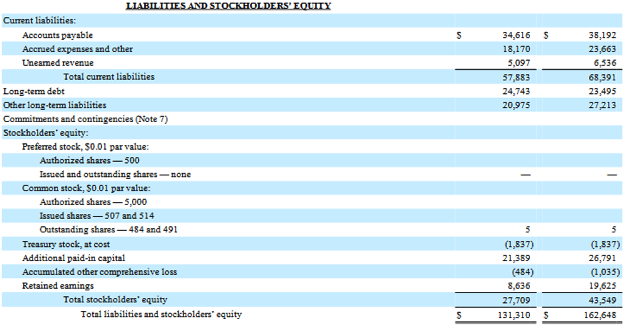 LIABILITIES AND STOCKHOLDERS' EQUITY
Current liabilities:
Accounts payable $ 34,616 $ 38,192
Accrued expenses and other 18,170 23,663
Unearned revenue 5,097 6,536
Total current liabilities 57,883 68,391
Long-term debt 24,743 23,495
Other long-term liabilities 20,975 27,213
Commitments and contingencies (Note 7)
Stockholders' equity:
Preferred stock, $0.01 par value:
Authorized shares — 500
Issued and outstanding shares — none — —
Common stock, $0.01 par value:
Authorized shares — 5,000
Issued shares — 507 and 514
Outstanding shares — 484 and 491 5 5
Treasury stock, at cost (1,837) (1,837)
Additional paid-in capital 21,389 26,791
Accumulated other comprehensive loss (484) (1,035)
Retained earnings 8,636 19,625
Total stockholders' equity 27,709 43,549
Total liabilities and stockholders' equity $ 131,310 $ 162,648